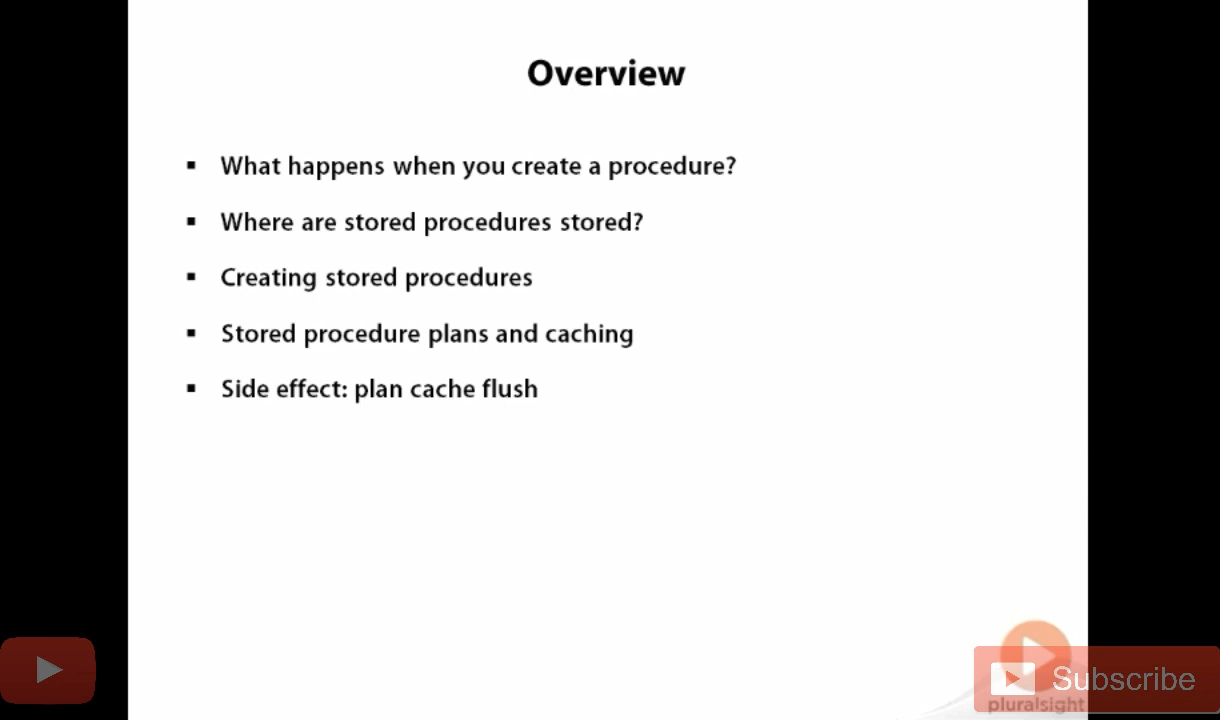 Overview
▪ What happens when you create a procedure?
▪ Where are stored procedures stored?
▪ Creating stored procedures
▪ Stored procedure plans and caching
▪ Side effect: plan cache flush
Subscribe
pluralsight